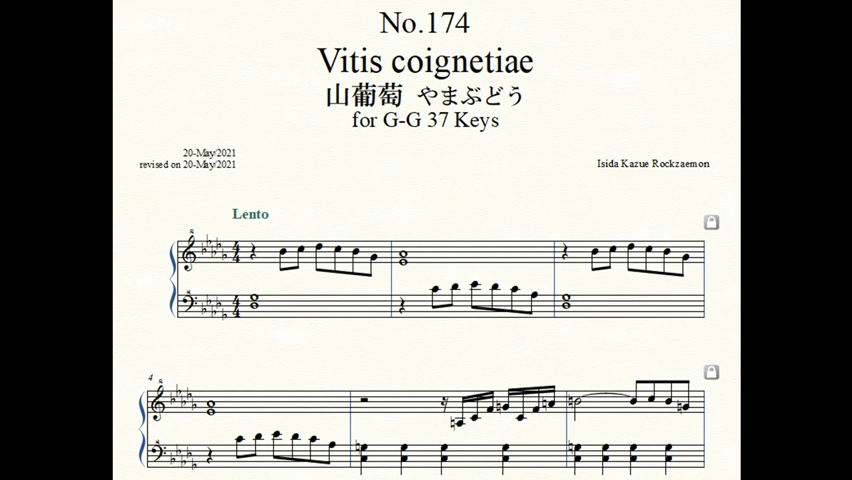 No.174
Vitis coignetiae
山葡萄 やまぶどう
for G-G 37 Keys
20-May/2021
revised on 20-May/2021
Isida Kazue Rockzaemon
Lento
4